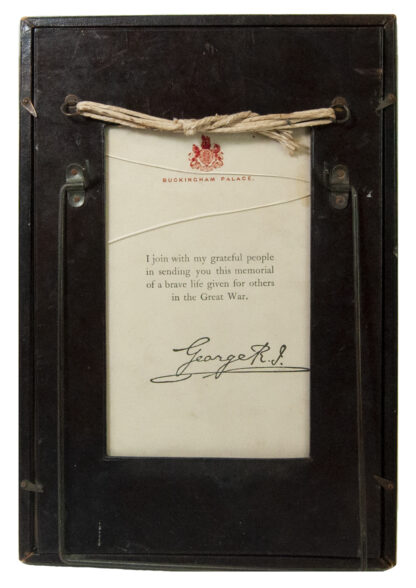 BUCKINGHAM PALACE.
I join with my grateful people
in sending you this memorial
of a brave life given for others
in the Great War.
George R.I.